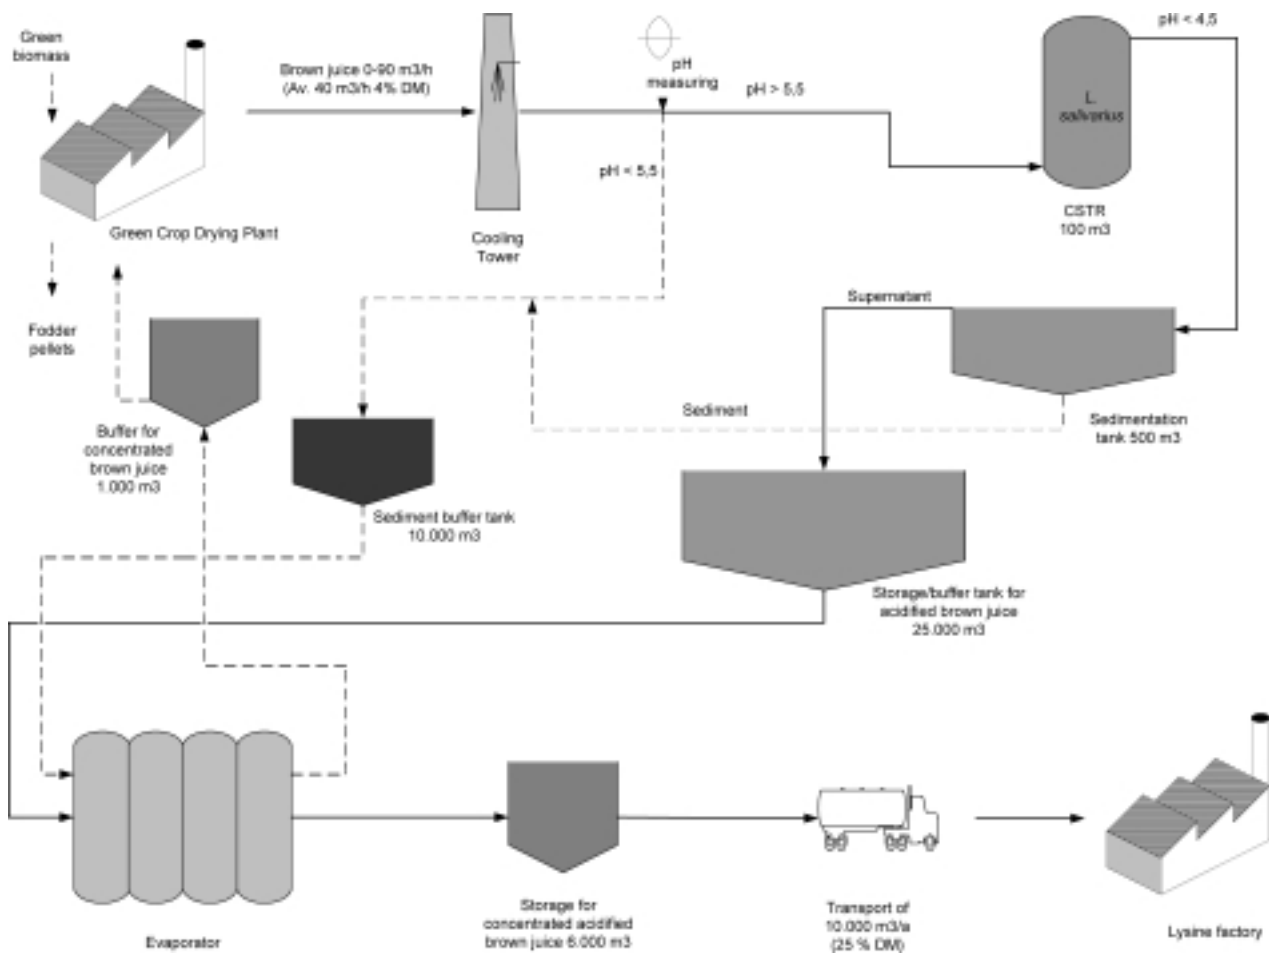 Green
biomass
Brown juice 0-90 m3/h
(Av. 40 m3/h 4% DM)
pH
measuring
pH > 5,5
pH < 4,5
L.
salivarius
pH < 5,5
CSTR
100 m3
Green Crop Drying Plant
Cooling
Tower
Fodder
pellets
Supernatant
Sediment
Sedimentation
tank 500 m3
Buffer for
concentrated
brown juice
1.000 m3
Sediment buffer tank
10.000 m3
Storage/buffer tank for
acidified brown juice
25.000 m3
Evaporator
Storage for
concentrated acidified
brown juice 6.000 m3
Transport of
10.000 m3/a
(25 % DM)
Lysine factory